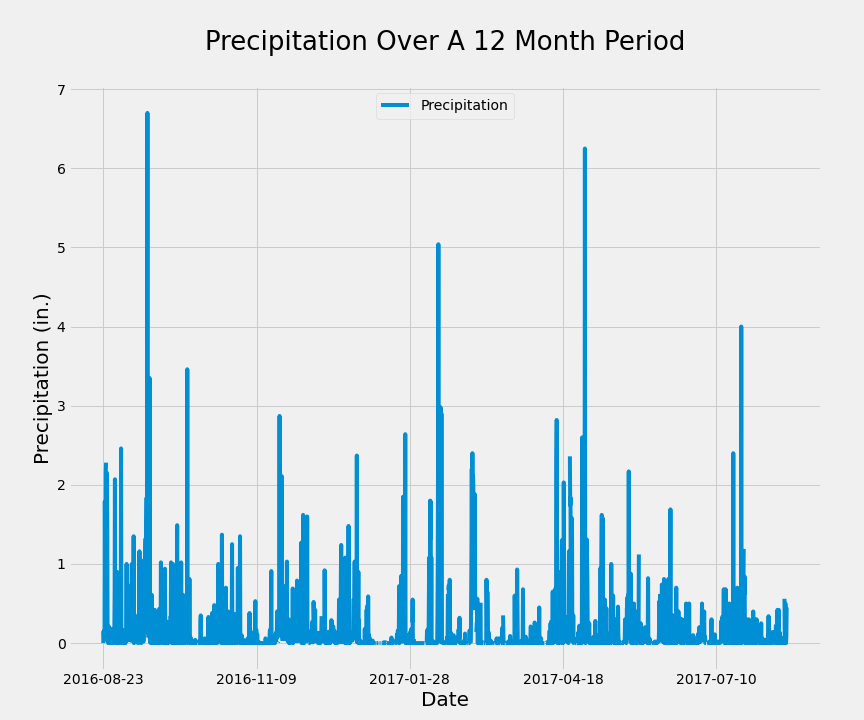 Precipitation Over A 12 Month Period
Precipitation
7
6
5
4
3
2
1
0
Precipitation (in.)
2016-08-23 2016-11-09 2017-01-28 2017-04-18 2017-07-10
Date